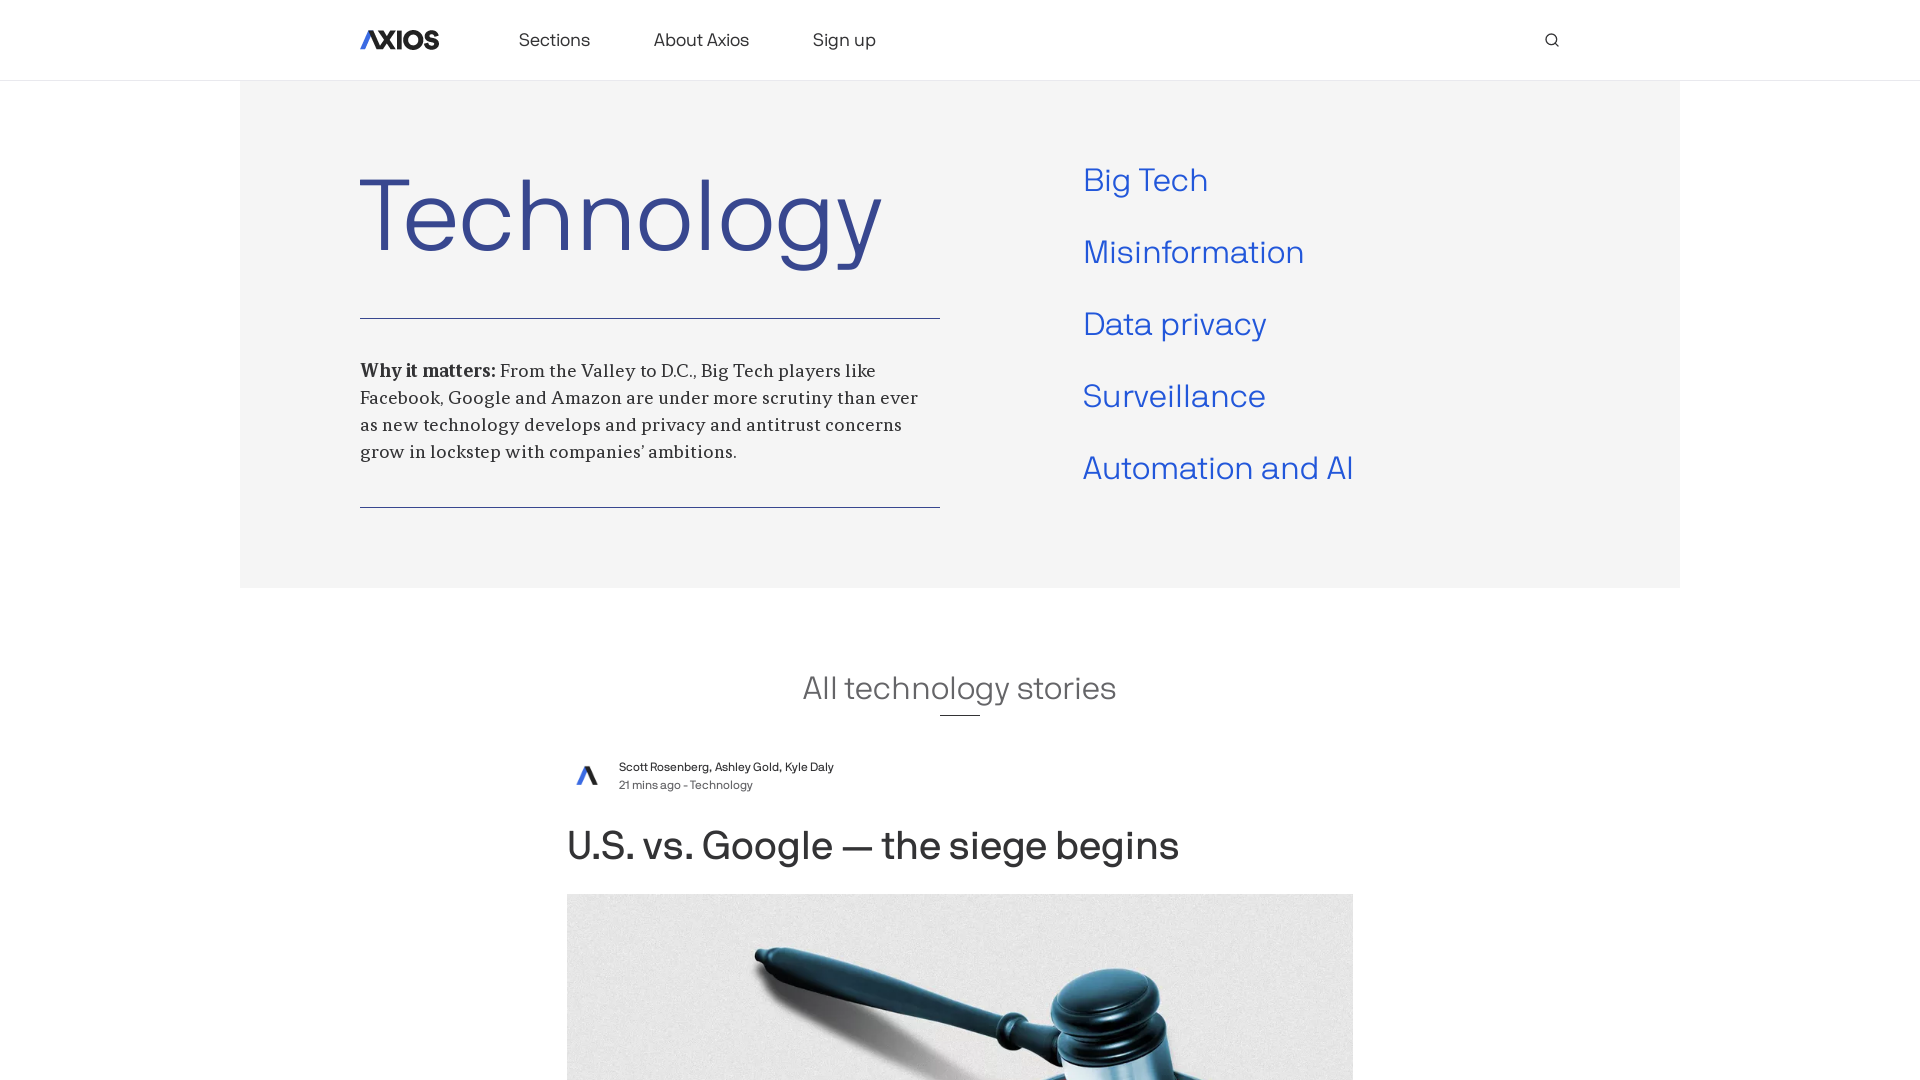 AXIOS
Sections
About Axios
Sign up
Technology
Why it matters: From the Valley to D.C., Big Tech players like
Facebook, Google and Amazon are under more scrutiny than ever
as new technology develops and privacy and antitrust concerns
grow in lockstep with companies’ ambitions.
Big Tech
Misinformation
Data privacy
Surveillance
Automation and AI
All technology stories
Scott Rosenberg, Ashley Gold, Kyle Daly
21 mins ago - Technology
U.S. vs. Google — the siege begins